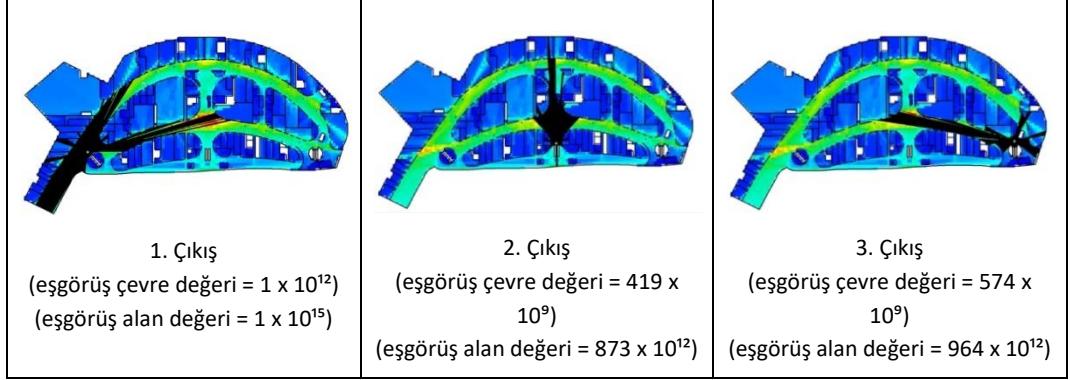 1. Çıkış
(eşgörüş çevre değeri = 1 x 10¹²)
(eşgörüş alan değeri = 1 x 10¹⁵)
2. Çıkış
(eşgörüş çevre değeri = 419 x
10⁹)
(eşgörüş alan değeri = 873 x 10¹²)
3. Çıkış
(eşgörüş çevre değeri = 574 x
10⁹)
(eşgörüş alan değeri = 964 x 10¹²)